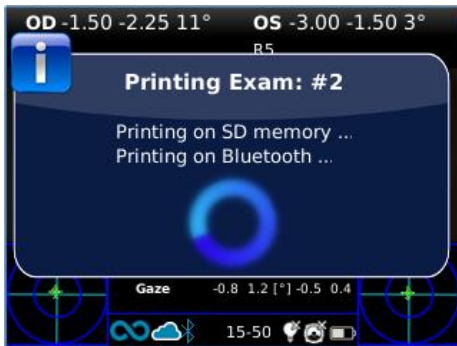 OD -1.50 -2.25 11° OS -3.00 -1.50 3°
R5
Printing Exam: #2
Printing on SD memory ...
Printing on Bluetooth ...
Gaze -0.8 1.2 [°] -0.5 0.4
15-50